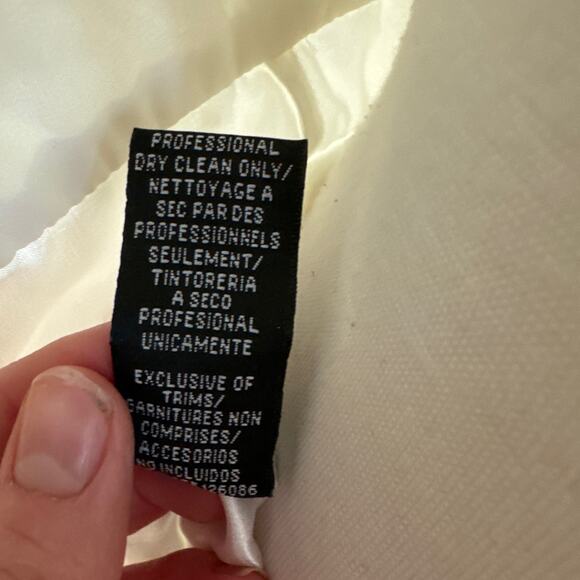 PROFESSIONAL
DRY CLEAN ONLY/
NETTOYAGE A
SEC PAR DES
PROFESSIONNELS
SEULEMENT/
TINTORERIA
A SECO
PROFESIONAL
UNICAMENTE
EXCLUSIVE OF
TRIMS/
GARNITURES NON
COMPRISES/
ACCESORIOS
NO INCLUIDOS
126086